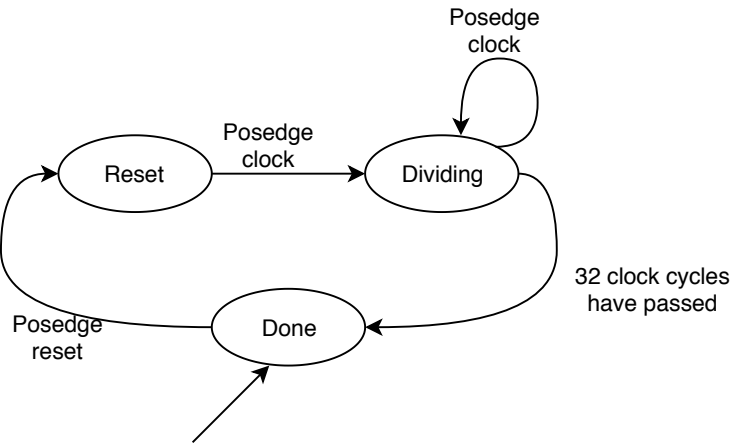 Posedge
clock
Posedge
clock
Reset
Dividing
32 clock cycles
have passed
Posedge
reset
Done